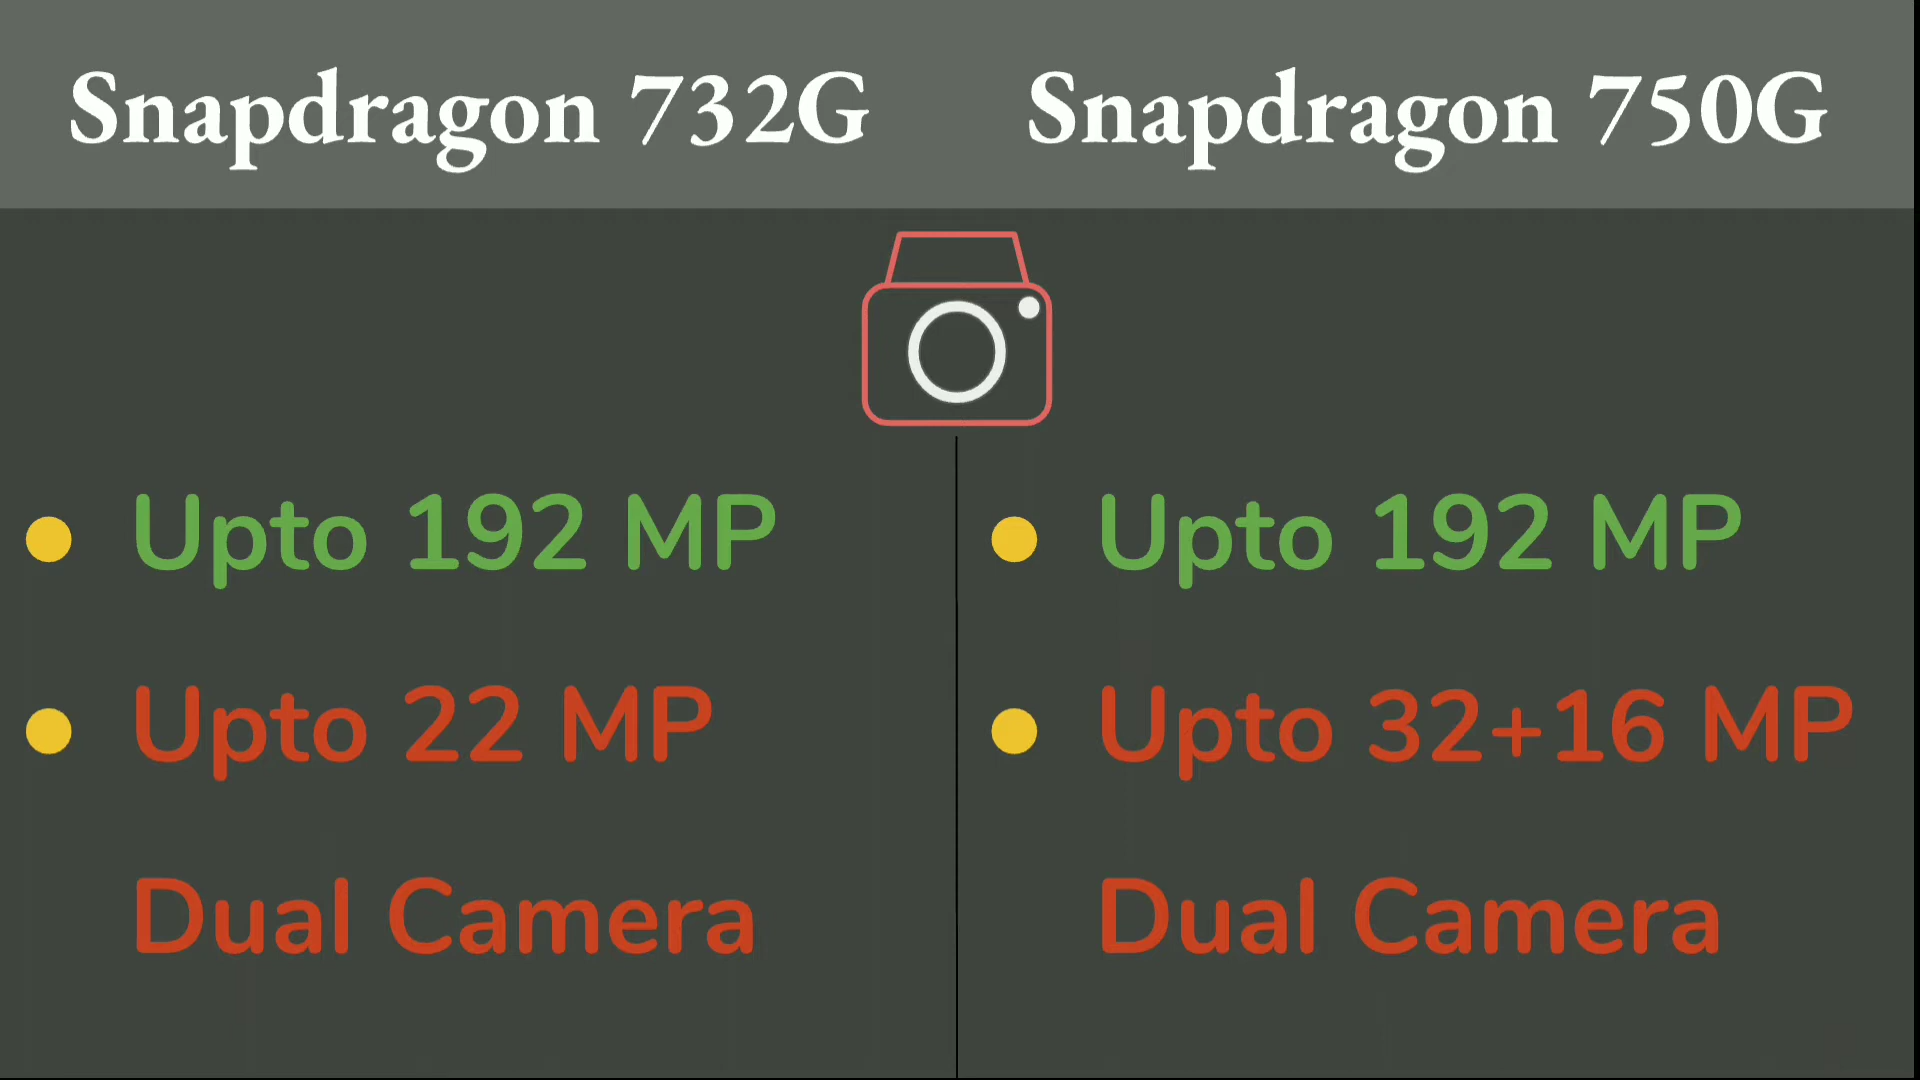 Snapdragon 732G
Snapdragon 750G
Upto 192 MP
Upto 22 MP
Dual Camera
Upto 192 MP
Upto 32+16 MP
Dual Camera